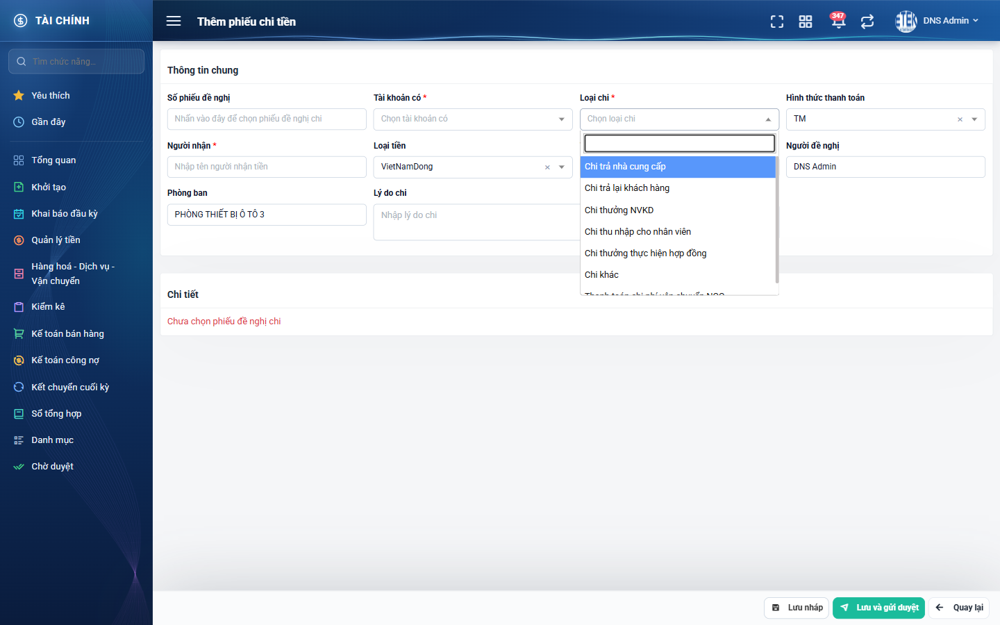 TÀI CHÍNH
Thêm phiếu chi tiền
347
DNS Admin
Tìm chức năng...
Yêu thích
Gần đây
Tổng quan
Khởi tạo
Khai báo đầu kỳ
Quản lý tiền
Hàng hoá - Dịch vụ -
Vận chuyển
Kiểm kê
Kế toán bán hàng
Kế toán công nợ
Kết chuyển cuối kỳ
Sổ tổng hợp
Danh mục
Chờ duyệt
Thông tin chung
Số phiếu đề nghị
Tài khoản có *
Loại chi *
Hình thức thanh toán
Nhấn vào đây để chọn phiếu đề nghị chi
Chọn tài khoản có
Chọn loại chi
TM
Người nhận *
Loại tiền
Người đề nghị
Nhập tên người nhận tiền
VietNamDong
DNS Admin
Chi trả nhà cung cấp
Chi trả lại khách hàng
Chi thưởng NVKD
Chi thu nhập cho nhân viên
Chi thưởng thực hiện hợp đồng
Chi khác
Thanh toán chi phí vận chuyển NCC
Phòng ban
Lý do chi
PHÒNG THIẾT BỊ Ô TÔ 3
Nhập lý do chi
Chi tiết
Chưa chọn phiếu đề nghị chi
Lưu nháp
Lưu và gửi duyệt
Quay lại